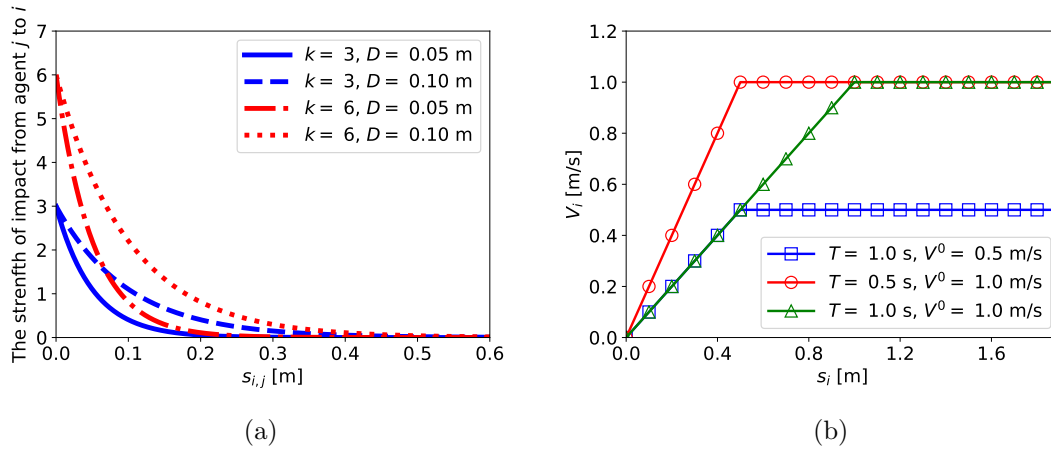 The strenfth of impact from agent j to i
7
6
5
4
3
2
1
0
0.0 0.1 0.2 0.3 0.4 0.5 0.6
s_{i,j} [m]
k = 3, D = 0.05 m
k = 3, D = 0.10 m
k = 6, D = 0.05 m
k = 6, D = 0.10 m
(a)
V_i [m/s]
1.2
1.0
0.8
0.6
0.4
0.2
0.0
0.0 0.4 0.8 1.2 1.6
s_i [m]
T = 1.0 s, V^0 = 0.5 m/s
T = 0.5 s, V^0 = 1.0 m/s
T = 1.0 s, V^0 = 1.0 m/s
(b)